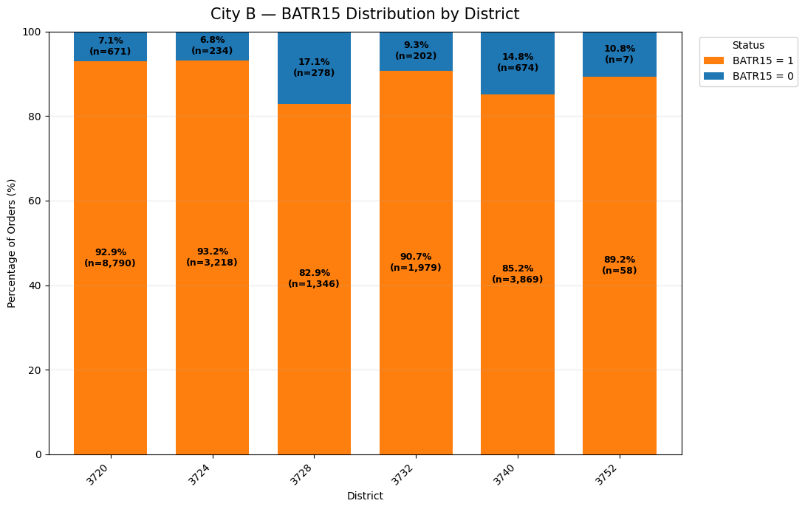 City B — BATR15 Distribution by District
Percentage of Orders (%)
100
80
60
40
20
0
7.1%
(n=671)
6.8%
(n=234)
17.1%
(n=278)
9.3%
(n=202)
14.8%
(n=674)
10.8%
(n=7)
92.9%
(n=8,790)
93.2%
(n=3,218)
82.9%
(n=1,346)
90.7%
(n=1,979)
85.2%
(n=3,869)
89.2%
(n=58)
3720
3724
3728
3732
3740
3752
District
Status
BATR15 = 1
BATR15 = 0